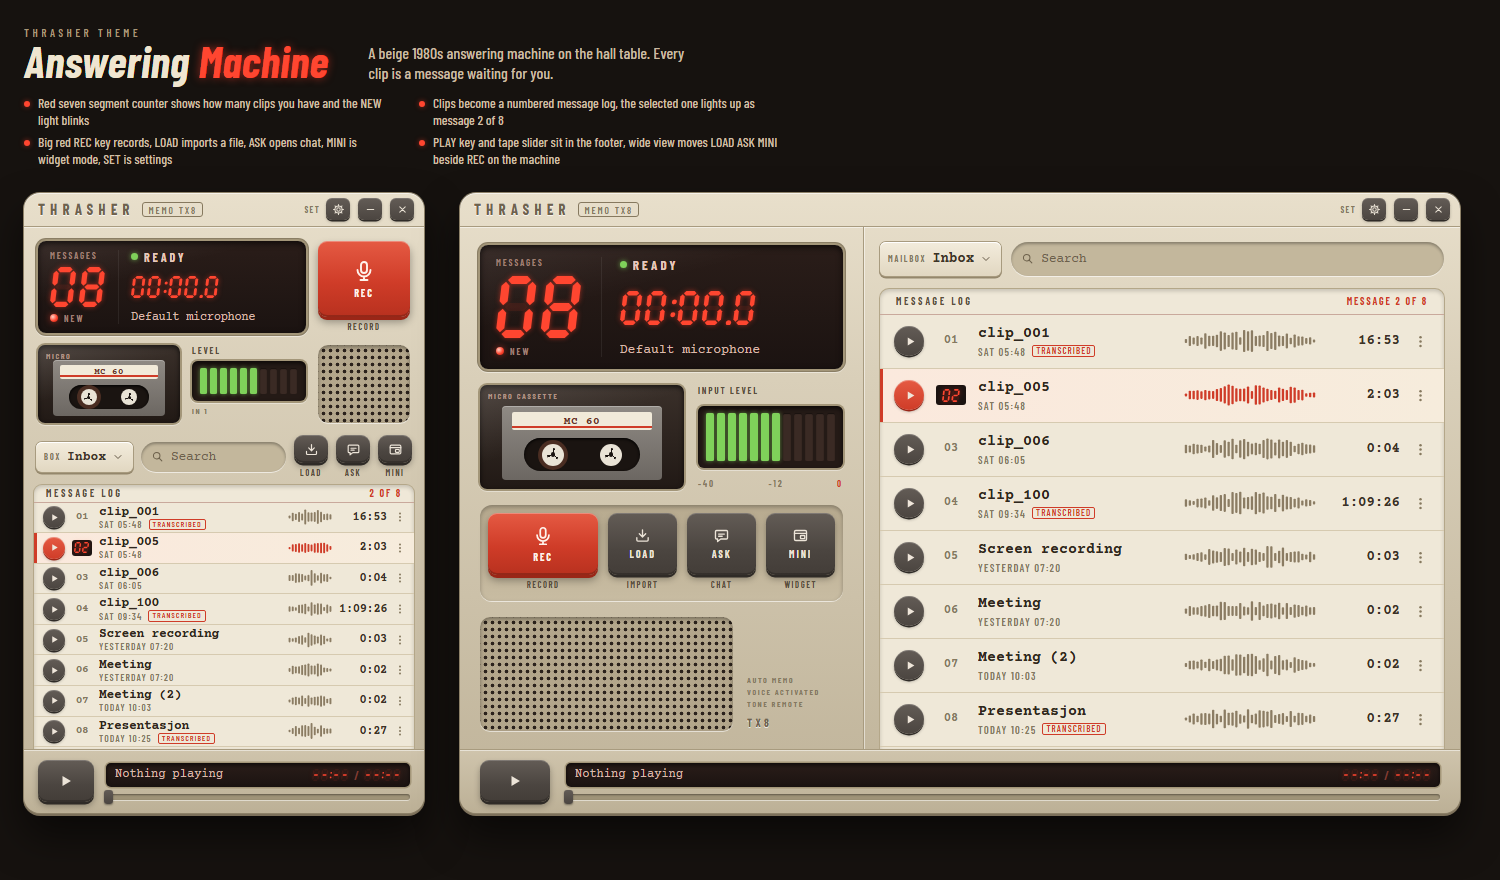 THRASHER THEME
Answering Machine
A beige 1980s answering machine on the hall table. Every
clip is a message waiting for you.
Red seven segment counter shows how many clips you have and the NEW
light blinks
Big red REC key records, LOAD imports a file, ASK opens chat, MINI is
widget mode, SET is settings
Clips become a numbered message log, the selected one lights up as
message 2 of 8
PLAY key and tape slider sit in the footer, wide view moves LOAD ASK MINI
beside REC on the machine
THRASHER MEMO TX8 SET
MESSAGES
08
NEW
READY
00:00.0
Default microphone
REC
RECORD
MICRO
MC 60
LEVEL
IN 1
BOX Inbox
Search
LOAD
ASK
MINI
MESSAGE LOG 2 OF 8
01 clip_001 16:53
SAT 05:48 TRANSCRIBED
02 clip_005 2:03
SAT 05:48
03 clip_006 0:04
SAT 06:05
04 clip_100 1:09:26
SAT 09:34 TRANSCRIBED
05 Screen recording 0:03
YESTERDAY 07:20
06 Meeting 0:02
YESTERDAY 07:20
07 Meeting (2) 0:02
TODAY 10:03
08 Presentasjon 0:27
TODAY 10:25 TRANSCRIBED
Nothing playing --:-- / --:--
THRASHER MEMO TX8 SET
MESSAGES
08
NEW
READY
00:00.0
Default microphone
MICRO CASSETTE
MC 60
INPUT LEVEL
-40 -12 0
REC
RECORD
LOAD
IMPORT
ASK
CHAT
MINI
WIDGET
AUTO MEMO
VOICE ACTIVATED
TONE REMOTE
TX8
MAILBOX Inbox
Search
MESSAGE LOG MESSAGE 2 OF 8
01 clip_001 16:53
SAT 05:48 TRANSCRIBED
02 clip_005 2:03
SAT 05:48
03 clip_006 0:04
SAT 06:05
04 clip_100 1:09:26
SAT 09:34 TRANSCRIBED
05 Screen recording 0:03
YESTERDAY 07:20
06 Meeting 0:02
YESTERDAY 07:20
07 Meeting (2) 0:02
TODAY 10:03
08 Presentasjon 0:27
TODAY 10:25 TRANSCRIBED
Nothing playing --:-- / --:--